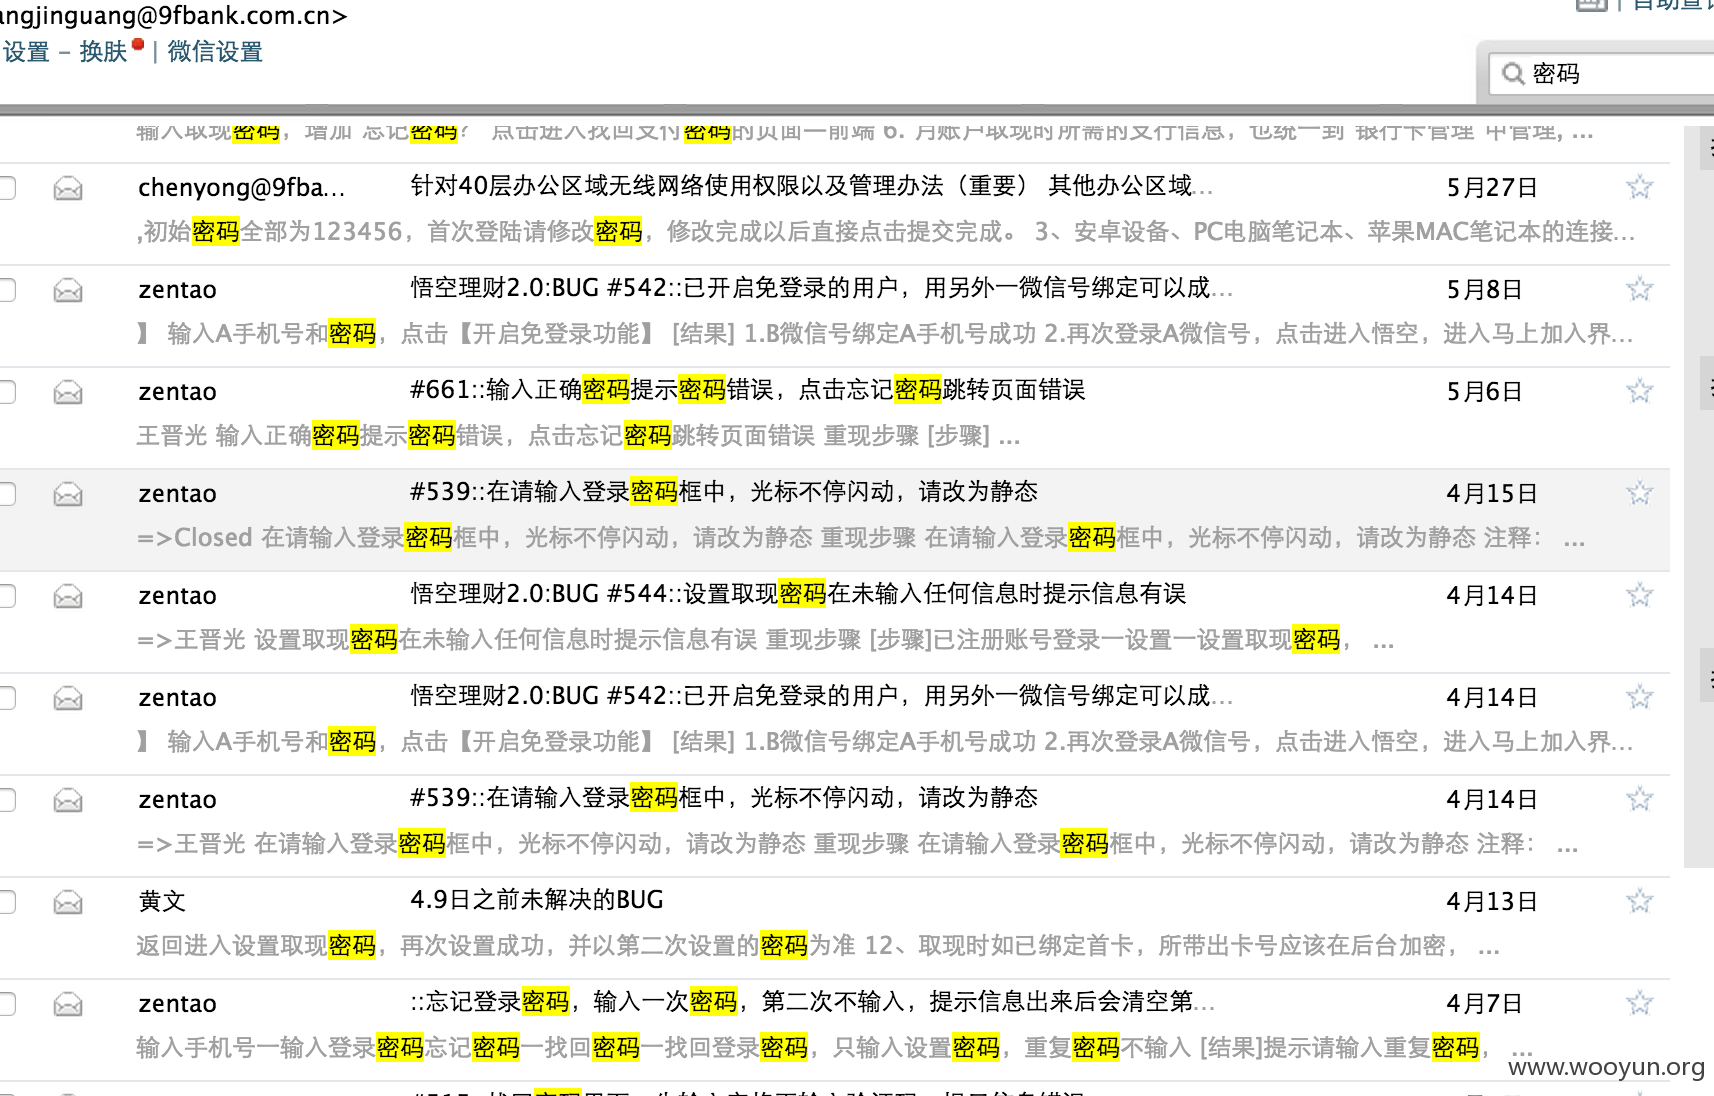 angjinguang@9fbank.com.cn>
自助查询
设置 - 换肤 | 微信设置
密码
输入取现密码，增加 忘记密码？ 点击进入找回支付密码的页面—前端 6. 月账户取现时所需的支行信息，也统一到 银行卡管理 中管理, ...
chenyong@9fba... 针对40层办公区域无线网络使用权限以及管理办法（重要） 其他办公区域... 5月27日
,初始密码全部为123456，首次登陆请修改密码，修改完成以后直接点击提交完成。 3、安卓设备、PC电脑笔记本、苹果MAC笔记本的连接...
zentao 悟空理财2.0:BUG #542::已开启免登录的用户，用另外一微信号绑定可以成... 5月8日
】 输入A手机号和密码，点击【开启免登录功能】 [结果] 1.B微信号绑定A手机号成功 2.再次登录A微信号，点击进入悟空，进入马上加入界...
zentao #661::输入正确密码提示密码错误，点击忘记密码跳转页面错误 5月6日
王晋光 输入正确密码提示密码错误，点击忘记密码跳转页面错误 重现步骤 [步骤] ...
zentao #539::在请输入登录密码框中，光标不停闪动，请改为静态 4月15日
=>Closed 在请输入登录密码框中，光标不停闪动，请改为静态 重现步骤 在请输入登录密码框中，光标不停闪动，请改为静态 注释： ...
zentao 悟空理财2.0:BUG #544::设置取现密码在未输入任何信息时提示信息有误 4月14日
=>王晋光 设置取现密码在未输入任何信息时提示信息有误 重现步骤 [步骤]已注册账号登录一设置一设置取现密码， ...
zentao 悟空理财2.0:BUG #542::已开启免登录的用户，用另外一微信号绑定可以成... 4月14日
】 输入A手机号和密码，点击【开启免登录功能】 [结果] 1.B微信号绑定A手机号成功 2.再次登录A微信号，点击进入悟空，进入马上加入界...
zentao #539::在请输入登录密码框中，光标不停闪动，请改为静态 4月14日
=>王晋光 在请输入登录密码框中，光标不停闪动，请改为静态 重现步骤 在请输入登录密码框中，光标不停闪动，请改为静态 注释： ...
黄文 4.9日之前未解决的BUG 4月13日
返回进入设置取现密码，再次设置成功，并以第二次设置的密码为准 12、取现时如已绑定首卡，所带出卡号应该在后台加密， ...
zentao ::忘记登录密码，输入一次密码，第二次不输入，提示信息出来后会清空第... 4月7日
输入手机号一输入登录密码忘记密码一找回密码一找回登录密码，只输入设置密码，重复密码不输入 [结果]提示请输入重复密码， ...
www.wooyun.org